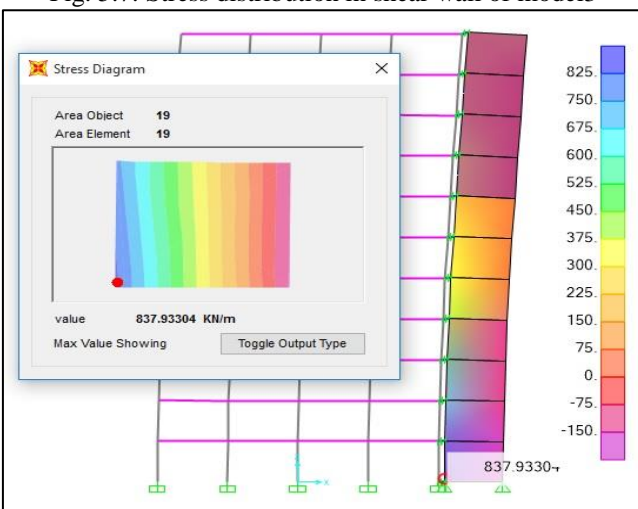 Fig. 5.7. Stress distribution in shear wall of model5
Stress Diagram
Area Object 19
Area Element 19
value 837.93304 KN/m
Max Value Showing
Toggle Output Type
825.
750.
675.
600.
525.
450.
375.
300.
225.
150.
75.
0.
-75.
-150.
837.9330
x